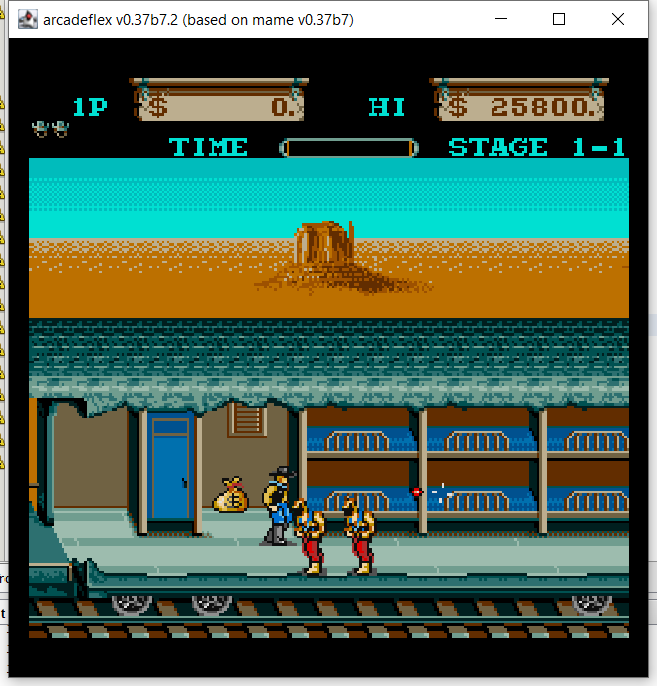 arcadeflex v0.37b7.2 (based on mame v0.37b7)
1P $ 0. HI $ 25800.
TIME STAGE 1-1
$